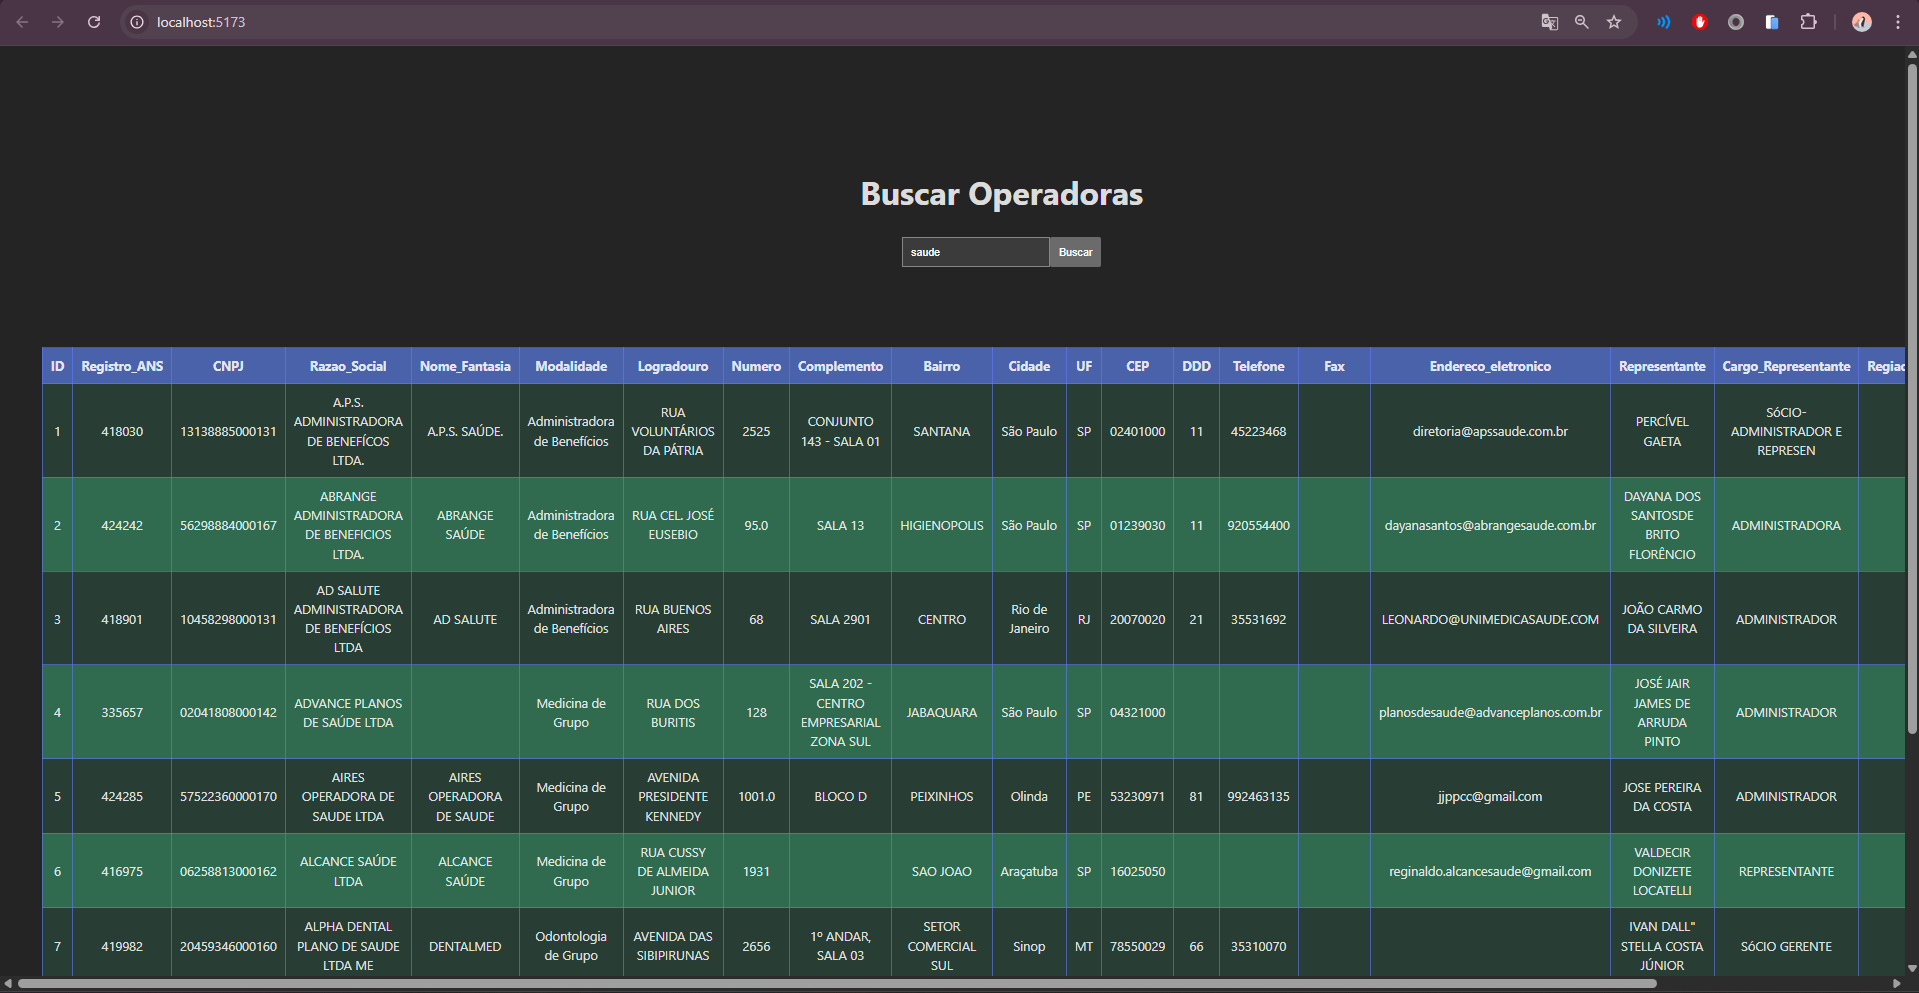 localhost:5173
Buscar Operadoras
saude Buscar
ID Registro_ANS CNPJ Razao_Social Nome_Fantasia Modalidade Logradouro Numero Complemento Bairro Cidade UF CEP DDD Telefone Fax Endereco_eletronico Representante Cargo_Representante Regiac
1 418030 13138885000131 A.P.S. ADMINISTRADORA DE BENEFÍCOS LTDA. A.P.S. SAÚDE. Administradora de Benefícios RUA VOLUNTÁRIOS DA PÁTRIA 2525 CONJUNTO 143 - SALA 01 SANTANA São Paulo SP 02401000 11 45223468 diretoria@apssaude.com.br PERCÍVEL GAETA SóCIO-ADMINISTRADOR E REPRESEN
2 424242 56298884000167 ABRANGE ADMINISTRADORA DE BENEFICIOS LTDA. ABRANGE SAÚDE Administradora de Benefícios RUA CEL. JOSÉ EUSEBIO 95.0 SALA 13 HIGIENOPOLIS São Paulo SP 01239030 11 920554400 dayanasantos@abrangesaude.com.br DAYANA DOS SANTOSDE BRITO FLORÊNCIO ADMINISTRADORA
3 418901 10458298000131 AD SALUTE ADMINISTRADORA DE BENEFÍCIOS LTDA AD SALUTE Administradora de Benefícios RUA BUENOS AIRES 68 SALA 2901 CENTRO Rio de Janeiro RJ 20070020 21 35531692 LEONARDO@UNIMEDICASAUDE.COM JOÃO CARMO DA SILVEIRA ADMINISTRADOR
4 335657 02041808000142 ADVANCE PLANOS DE SAÚDE LTDA Medicina de Grupo RUA DOS BURITIS 128 SALA 202 - CENTRO EMPRESARIAL ZONA SUL JABAQUARA São Paulo SP 04321000 planosdesaude@advanceplanos.com.br JOSÉ JAIR JAMES DE ARRUDA PINTO ADMINISTRADOR
5 424285 57522360000170 AIRES OPERADORA DE SAUDE LTDA AIRES OPERADORA DE SAUDE Medicina de Grupo AVENIDA PRESIDENTE KENNEDY 1001.0 BLOCO D PEIXINHOS Olinda PE 53230971 81 992463135 jjppcc@gmail.com JOSE PEREIRA DA COSTA ADMINISTRADOR
6 416975 06258813000162 ALCANCE SAÚDE LTDA ALCANCE SAÚDE Medicina de Grupo RUA CUSSY DE ALMEIDA JUNIOR 1931 SAO JOAO Araçatuba SP 16025050 reginaldo.alcancesaude@gmail.com VALDECIR DONIZETE LOCATELLI REPRESENTANTE
7 419982 20459346000160 ALPHA DENTAL PLANO DE SAUDE LTDA ME DENTALMED Odontologia de Grupo AVENIDA DAS SIBIPIRUNAS 2656 1º ANDAR, SALA 03 SETOR COMERCIAL SUL Sinop MT 78550029 66 35310070 IVAN DALL" STELLA COSTA JÚNIOR SóCIO GERENTE